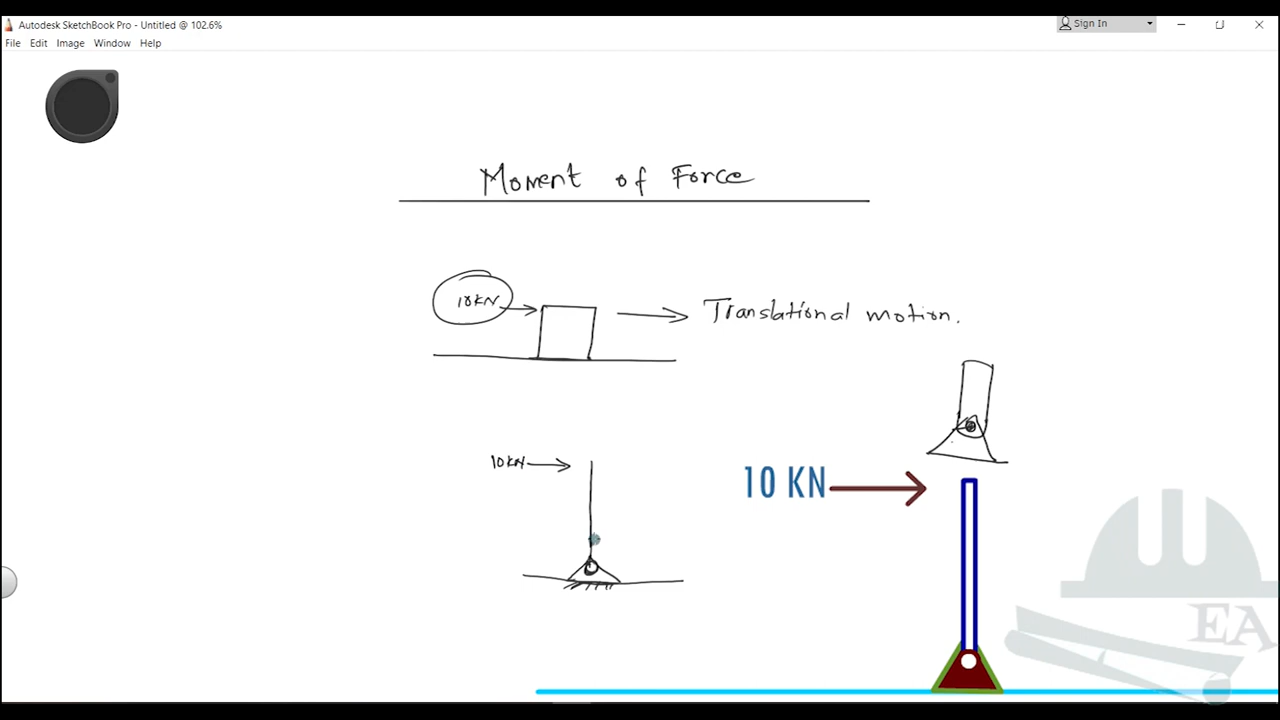 Autodesk SketchBook Pro - Untitled @ 102.6%
Sign In
File Edit Image Window Help
Moment of Force
10KN
Translational motion.
10KN
10 KN
EA